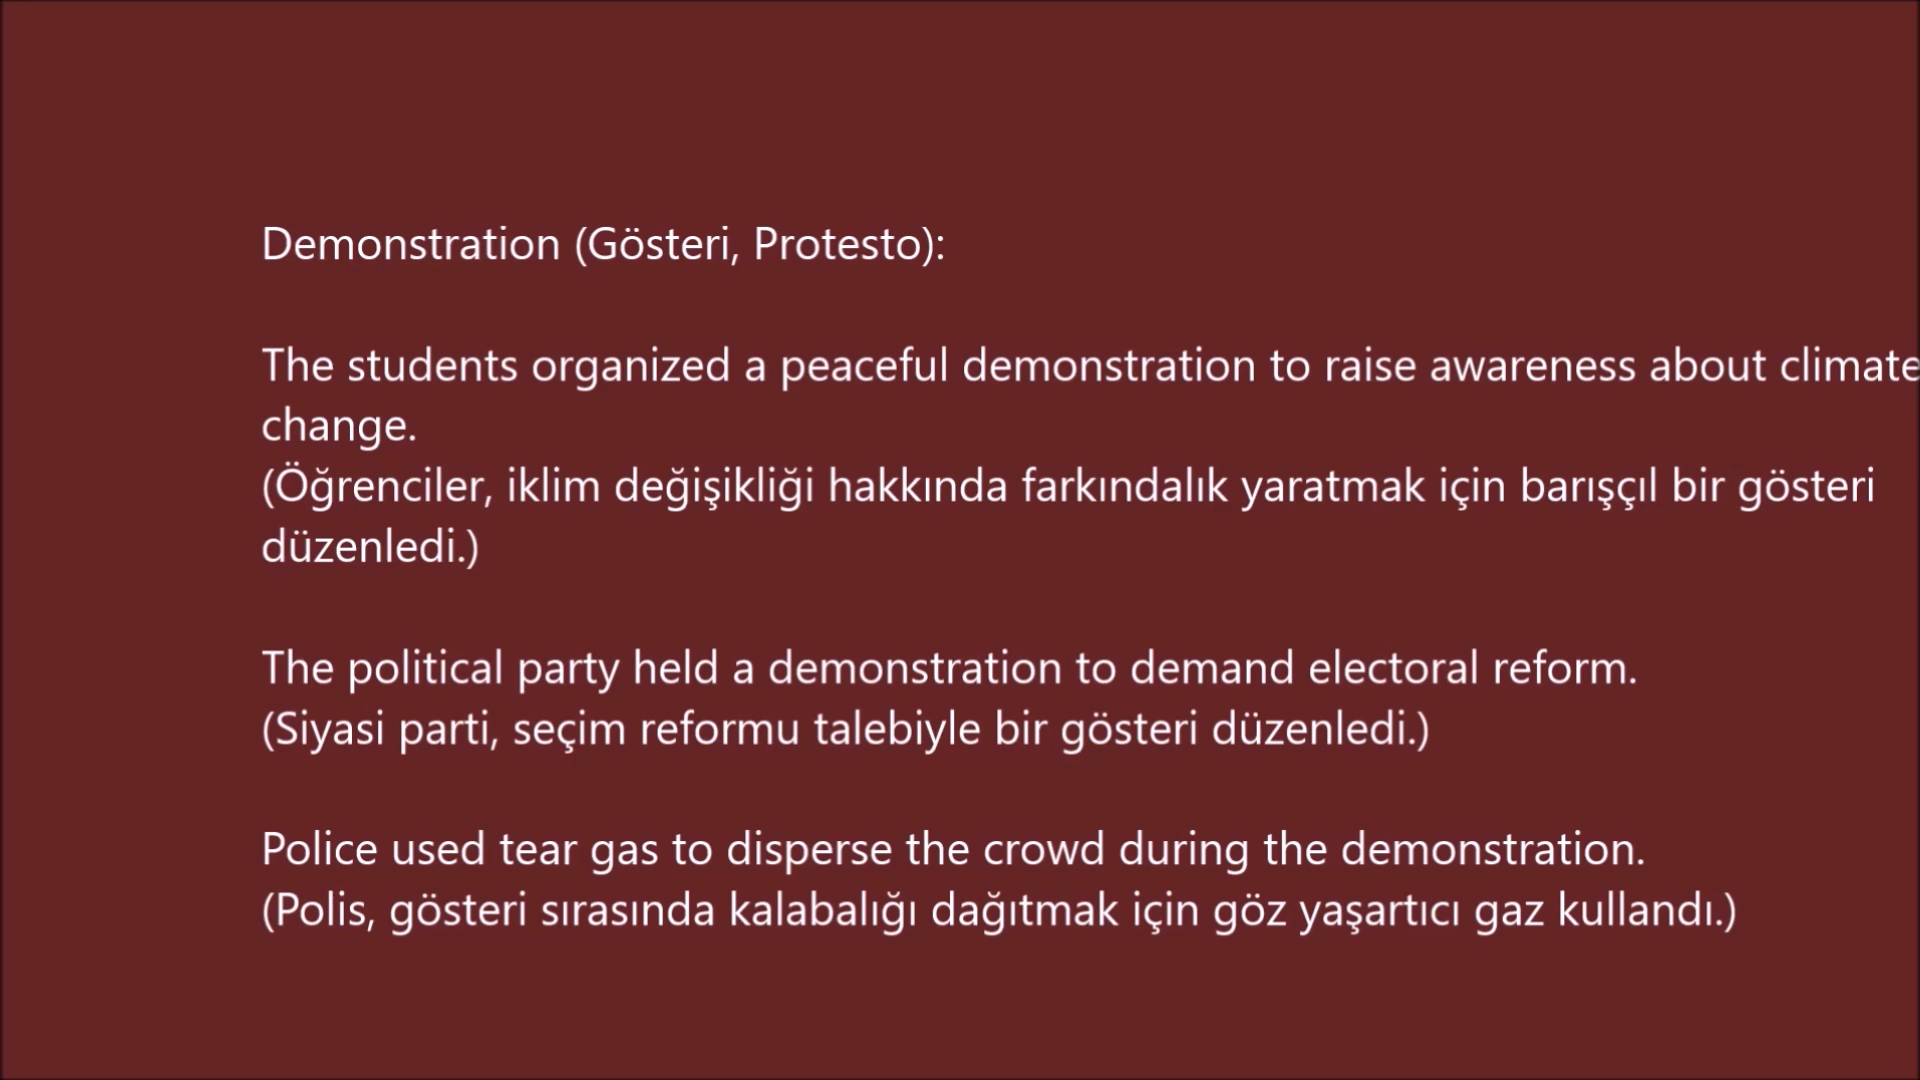 Demonstration (Gösteri, Protesto):
The students organized a peaceful demonstration to raise awareness about climate
change.
(Öğrenciler, iklim değişikliği hakkında farkındalık yaratmak için barışçıl bir gösteri
düzenledi.)
The political party held a demonstration to demand electoral reform.
(Siyasi parti, seçim reformu talebiyle bir gösteri düzenledi.)
Police used tear gas to disperse the crowd during the demonstration.
(Polis, gösteri sırasında kalabalığı dağıtmak için göz yaşartıcı gaz kullandı.)